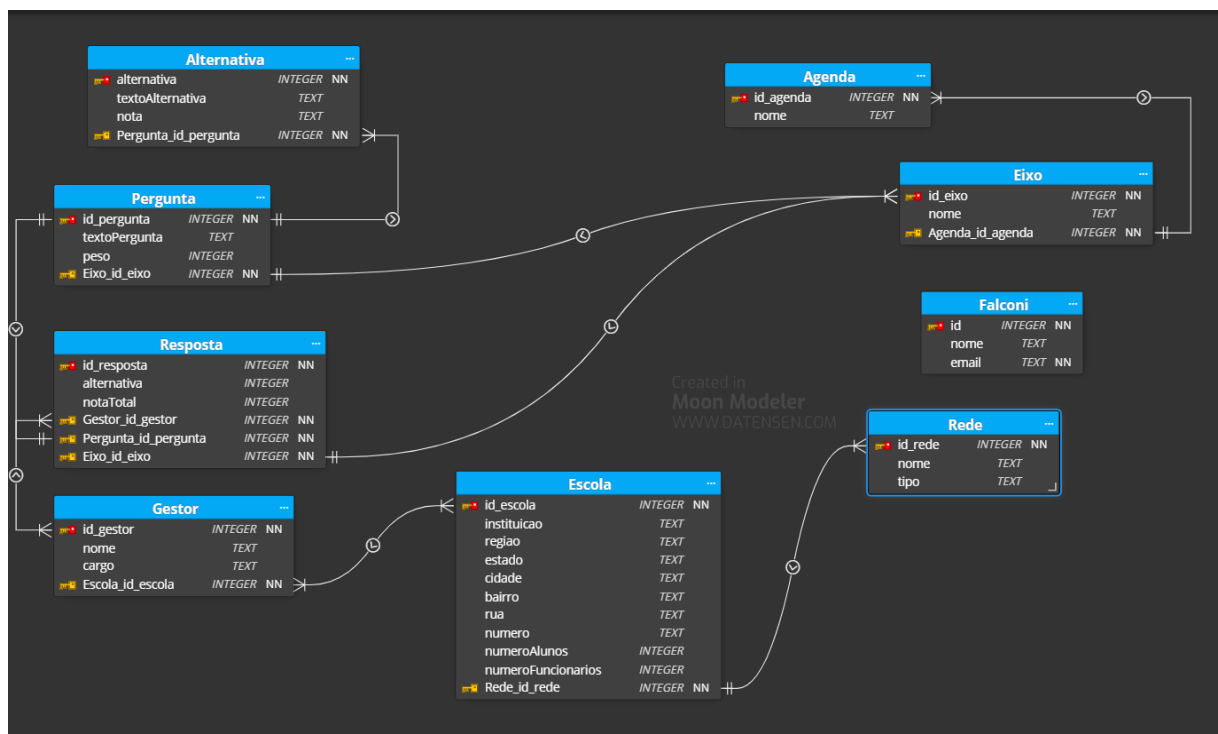 Alternativa ...
alternativa INTEGER NN
textoAlternativa TEXT
nota TEXT
Pergunta_id_pergunta INTEGER NN
Agenda ...
id_agenda INTEGER NN
nome TEXT
Pergunta ...
id_pergunta INTEGER NN
textoPergunta TEXT
peso INTEGER
Eixo_id_eixo INTEGER NN
Eixo ...
id_eixo INTEGER NN
nome TEXT
Agenda_id_agenda INTEGER NN
Falconi ...
id INTEGER NN
nome TEXT
email TEXT NN
Resposta ...
id_resposta INTEGER NN
alternativa INTEGER
notaTotal INTEGER
Gestor_id_gestor INTEGER NN
Pergunta_id_pergunta INTEGER NN
Eixo_id_eixo INTEGER NN
Created in
Moon Modeler
WWW.DATENSEN.COM
Rede ...
id_rede INTEGER NN
nome TEXT
tipo TEXT
Gestor ...
id_gestor INTEGER NN
nome TEXT
cargo TEXT
Escola_id_escola INTEGER NN
Escola ...
id_escola INTEGER NN
instituicao TEXT
regiao TEXT
estado TEXT
cidade TEXT
bairro TEXT
rua TEXT
numero TEXT
numeroAlunos INTEGER
numeroFuncionarios INTEGER
Rede_id_rede INTEGER NN